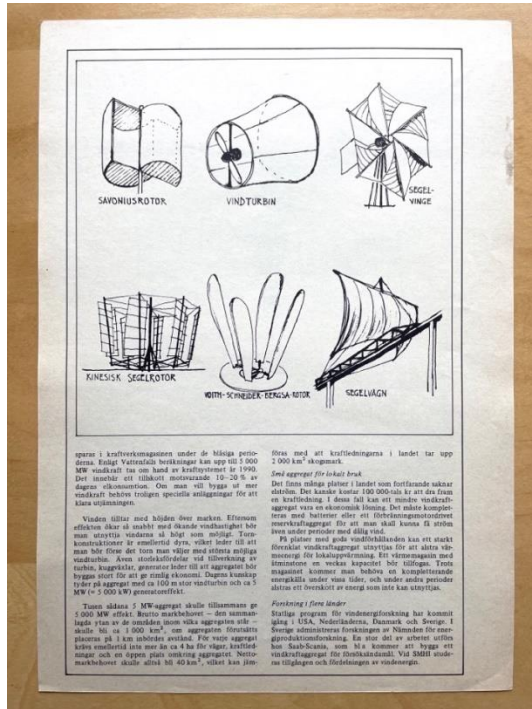 SAVONIUSROTOR
VINDTURBIN
SEGEL-
VINGE
KINESISK SEGELROTOR
VOITH-SCHNEIDER-BERGSA-ROTOR
SEGELVAGN
sparas i kraftverksmagasinen under de blåsiga perio-
derna. Enligt Vattenfalls beräkningar kan upp till 5 000
MW vindkraft tas om hand av kraftsystemet år 1990.
Det innebär ett tillskott motsvarande 10–20 % av
dagens elkonsumtion. Om man vill bygga ut mer
vindkraft behövs troligen speciella anläggningar för att
klara utjämningen.
Vinden tilltar med höjden över marken. Eftersom
effekten ökar så snabbt med ökande vindhastighet bör
man utnyttja vindarna så högt som möjligt. Torn-
konstruktioner är emellertid dyra, vilket leder till att
man bör förse det torn man väljer med största möjliga
vindturbin. Även storleksfördelar vid tillverkning av
turbin, kuggväxlar, generator leder till att aggregatet bör
byggas stort för att ge rimlig ekonomi. Dagens kunskap
tyder på aggregat med ca 100 m stor vindturbin och ca 5
MW (= 5 000 kW) generatoreffekt.
Tusen sådana 5 MW-aggregat skulle tillsammans ge
5 000 MW effekt. Brutto markbehovet – den samman-
lagda ytan av de områden inom vilka aggregaten står –
skulle bli ca 1 000 km², om aggregaten förutsätts
placeras på 1 km inbördes avstånd. För varje aggregat
krävs emellertid inte mer än ca 4 ha för vägar, kraftled-
ningar och en öppen plats omkring aggregatet. Netto-
markbehovet skulle alltså bli 40 km², vilket kan jäm-
föras med att kraftledningarna i landet tar upp
2 000 km² skogsmark.
Små aggregat för lokalt bruk
Det finns många platser i landet som fortfarande saknar
elström. Det kanske kostar 100 000-tals kr att dra fram
en kraftledning. I dessa fall kan ett mindre vindkraft-
aggregat vara en ekonomisk lösning. Det måste komplet-
teras med batterier eller ett förbränningsmotordrivet
reservkraftaggregat för att man skall kunna få ström
även under perioder med dålig vind.
På platser med goda vindförhållanden kan ett starkt
förenklat vindkraftaggregat utnyttjas för att alstra vär-
meenergi för lokaluppvärmning. Ett värmemagasin med
åtminstone en veckas kapacitet bör tillfogas. Trots
magasinet kommer man behöva en kompletterande
energikälla under vissa tider, och under andra perioder
alstras ett överskott av energi som inte kan utnyttjas.
Forskning i flera länder
Statliga program för vindenergiforskning har kommit
igång i USA, Nederländerna, Danmark och Sverige. I
Sverige administreras forskningen av Nämnden för ener-
giproduktionsforskning. En stor del av arbetet utförs
hos Saab-Scania, som bl a kommer att bygga ett
vindkraftaggregat för försöksändamål. Vid SMHI stude-
ras tillgången och fördelningen av vindenergin.